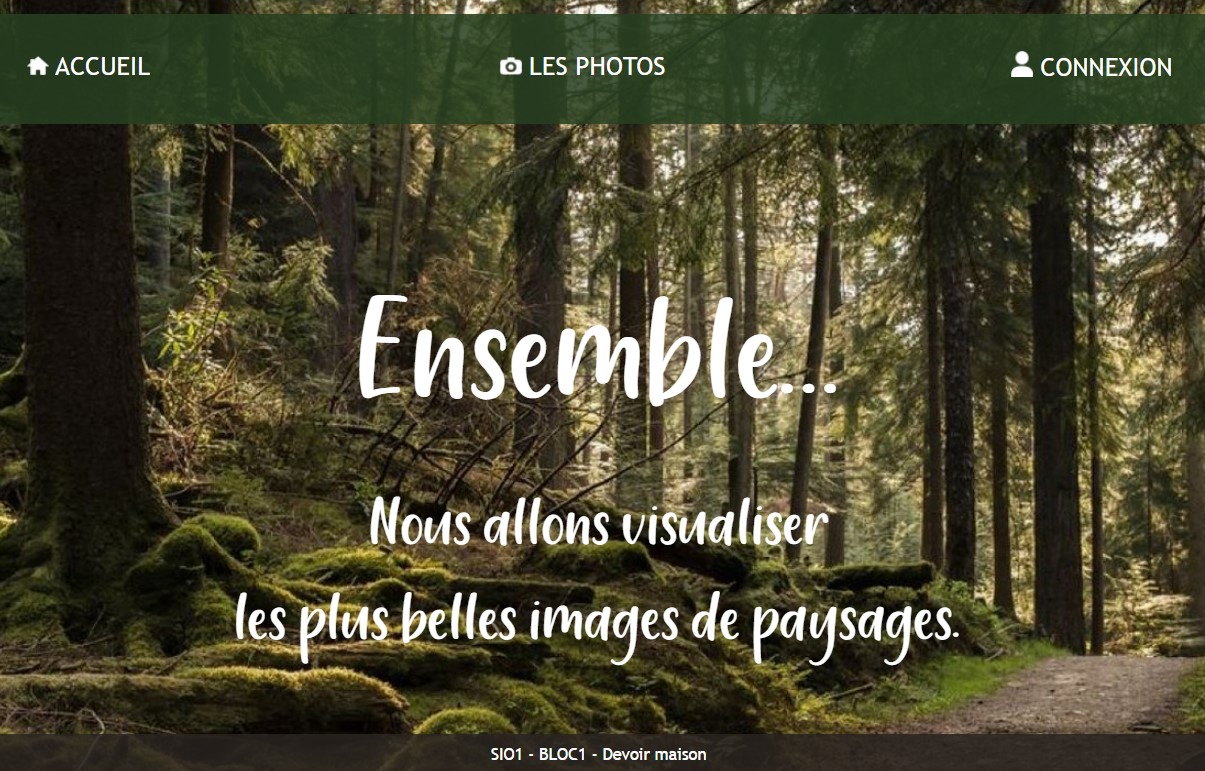 ACCUEIL
LES PHOTOS
CONNEXION
Ensemble...
Nous allons visualiser
les plus belles images de paysages.
SIO1 - BLOC1 - Devoir maison